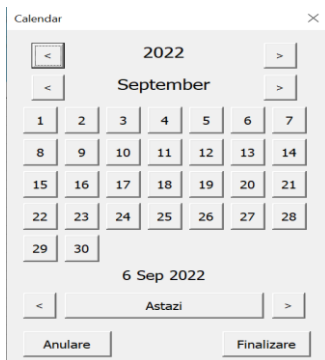 Calendar
< 2022 >
< September >
1 2 3 4 5 6 7
8 9 10 11 12 13 14
15 16 17 18 19 20 21
22 23 24 25 26 27 28
29 30
6 Sep 2022
< Astazi >
Anulare Finalizare